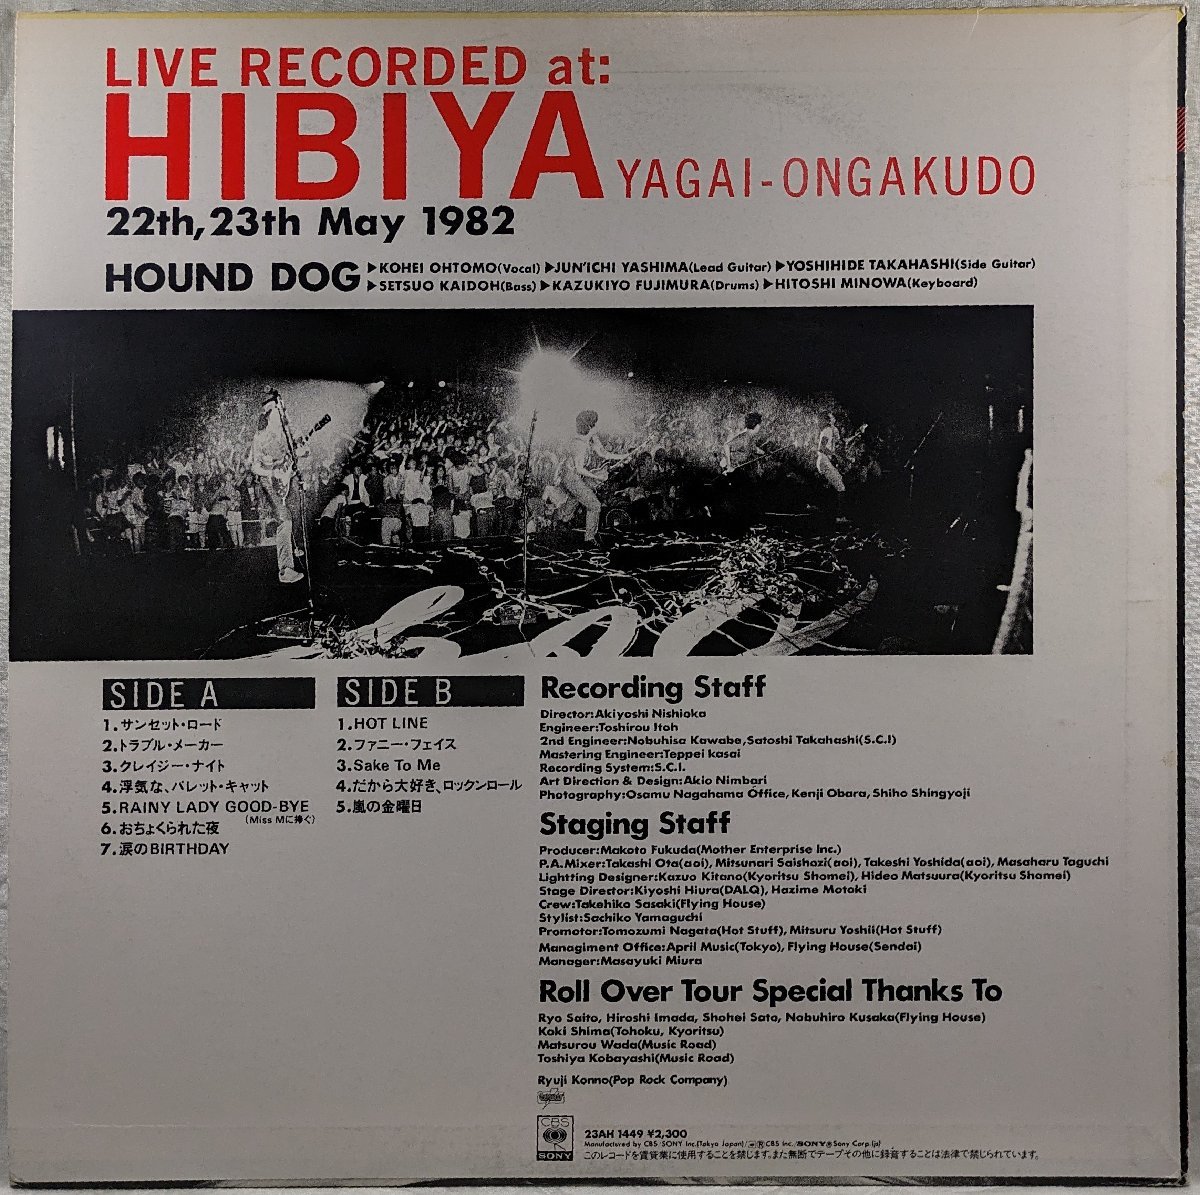 LIVE RECORDED at:
HIBIYA YAGAI-ONGAKUDO
22th, 23th May 1982
HOUND DOG ▶KOHEI OHTOMO(Vocal) ▶JUN'ICHI YASHIMA(Lead Guitar) ▶YOSHIHIDE TAKAHASHI(Side Guitar)
▶SETSUO KAIDOH(Bass) ▶KAZUKIYO FUJIMURA(Drums) ▶HITOSHI MINOWA(Keyboard)
SIDE A
1.サンセット・ロード
2.トラブル・メーカー
3.クレイジー・ナイト
4.浮気な、バレット・キャット
5.RAINY LADY GOOD-BYE
(Miss Mに捧ぐ)
6.おちょくられた夜
7.涙のBIRTHDAY
SIDE B
1.HOT LINE
2.ファニー・フェイス
3.Sake To Me
4.だから大好き、ロックンロール
5.嵐の金曜日
Recording Staff
Director:Akiyoshi Nishioka
Engineer:Toshirou Itoh
2nd Engineer:Nobuhisa Kawabe, Satoshi Takahashi(S.C.I)
Mastering Engineer:Teppei kasai
Recording System:S.C.I.
Art Direction & Design:Akio Nimbari
Photography:Osamu Nagahama Office, Kenji Obara, Shiho Shingyoji
Staging Staff
Producer:Makoto Fukuda(Mother Enterprise Inc.)
P.A.Mixer:Takashi Ota(aoi), Mitsunari Saishozi(aoi), Takeshi Yoshida(aoi), Masaharu Taguchi
Lightting Designer:Kazuo Kitano(Kyoritsu Shomei), Hideo Matsuura(Kyoritsu Shomei)
Stage Director:Kiyoshi Hiura(DALQ), Hazime Motoki
Crew:Takehiko Sasaki(Flying House)
Stylist:Sachiko Yamaguchi
Promotor:Tomozumi Nagata(Hot Stuff), Mitsuru Yoshii(Hot Stuff)
Managiment Office:April Music(Tokyo), Flying House(Sendai)
Manager:Masayuki Miura
Roll Over Tour Special Thanks To
Ryo Saito, Hiroshi Imada, Shohei Sato, Nobuhiro Kusaka(Flying House)
Koki Shima(Tohoku, Kyoritsu)
Matsurou Wada(Music Road)
Toshiya Kobayashi(Music Road)
Ryuji Konno(Pop Rock Company)
CBS
SONY
23AH 1449 ¥2,300
Manufactured by CBS/SONY Inc.(Tokyo Japan)/ ℗CBS Inc./SONY®Sony Corp.(J)
このレコードを賃貸業に使用することを禁じます。また無断でテープその他に録音することは法律で禁じられています。